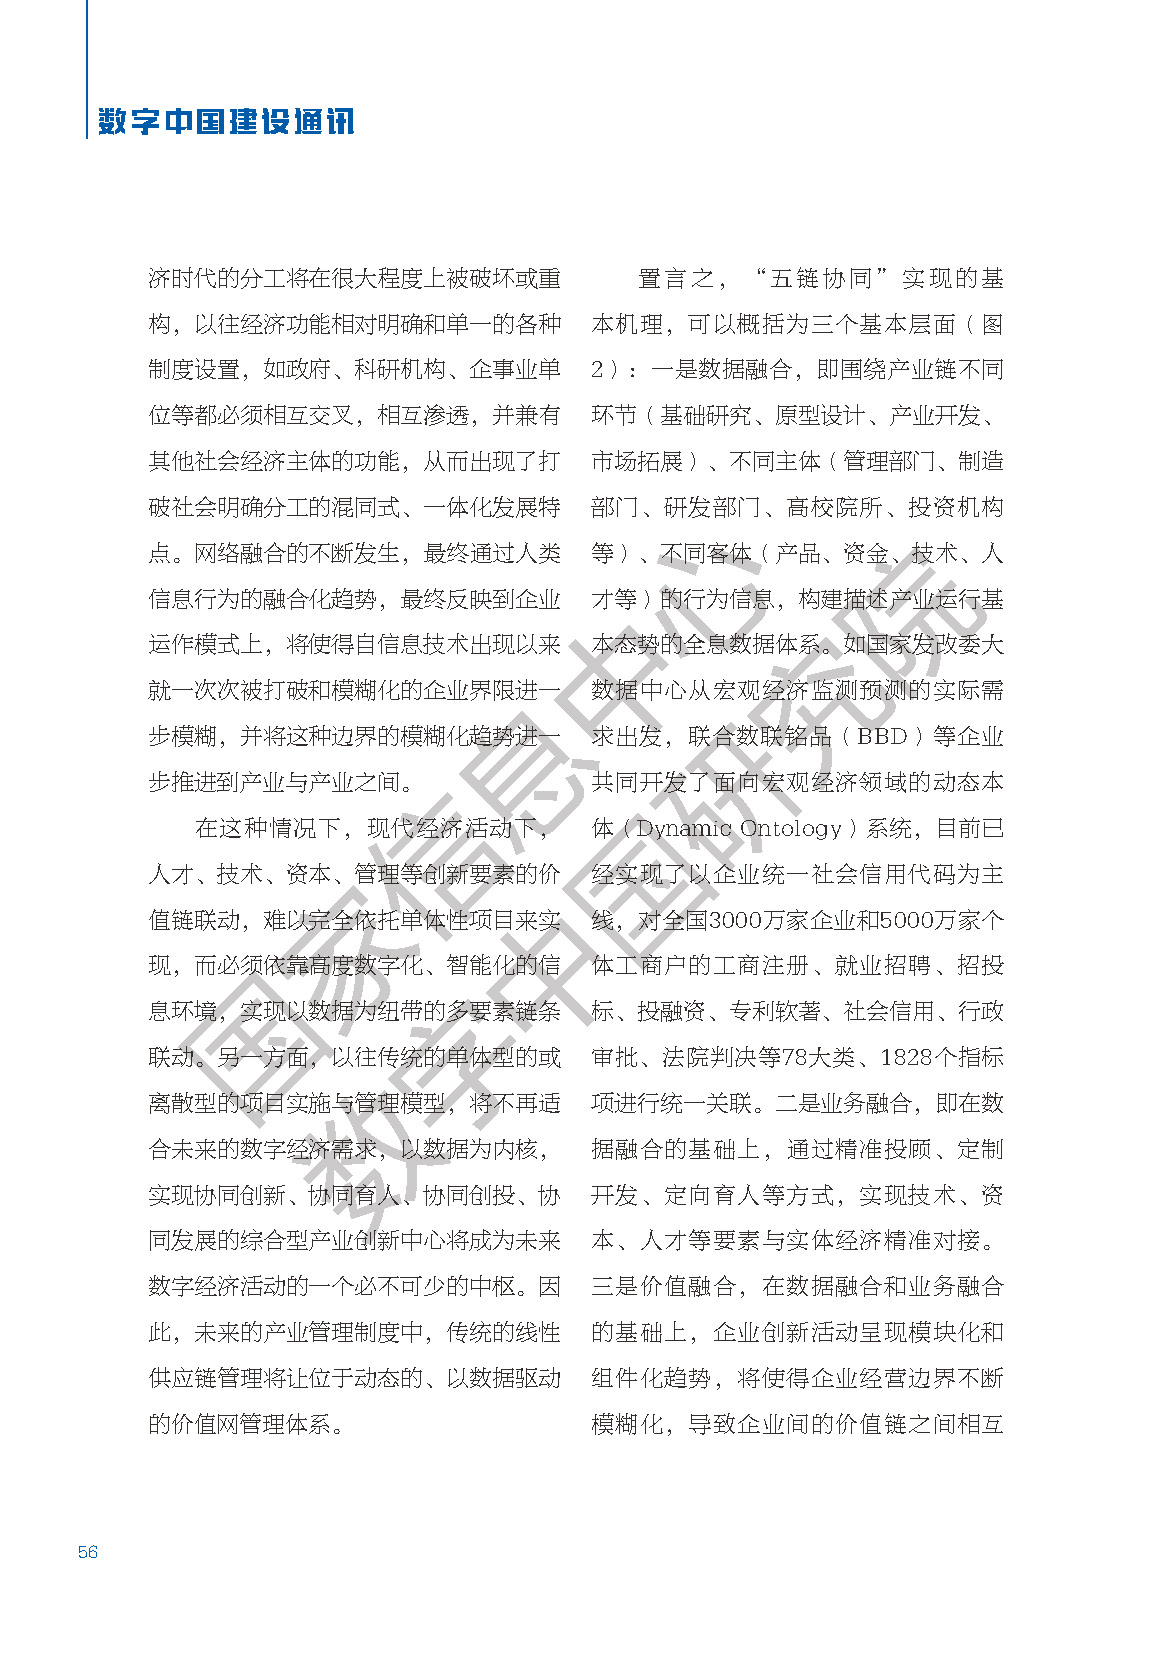 数字中国建设通讯
济时代的分工将在很大程度上被破坏或重
构，以往经济功能相对明确和单一的各种
制度设置，如政府、科研机构、企事业单
位等都必须相互交叉，相互渗透，并兼有
其他社会经济主体的功能，从而出现了打
破社会明确分工的混同式、一体化发展特
点。网络融合的不断发生，最终通过人类
信息行为的融合化趋势，最终反映到企业
运作模式上，将使得自信息技术出现以来
就一次次被打破和模糊化的企业界限进一
步模糊，并将这种边界的模糊化趋势进一
步推进到产业与产业之间。
在这种情况下，现代经济活动下，
人才、技术、资本、管理等创新要素的价
值链联动，难以完全依托单体性项目来实
现，而必须依靠高度数字化、智能化的信
息环境，实现以数据为纽带的多要素链条
联动。另一方面，以往传统的单体型的或
离散型的项目实施与管理模型，将不再适
合未来的数字经济需求，以数据为内核，
实现协同创新、协同育人、协同创投、协
同发展的综合型产业创新中心将成为未来
数字经济活动的一个必不可少的中枢。因
此，未来的产业管理制度中，传统的线性
供应链管理将让位于动态的、以数据驱动
的价值网管理体系。
置言之，“五链协同”实现的基
本机理，可以概括为三个基本层面（图
2）：一是数据融合，即围绕产业链不同
环节（基础研究、原型设计、产业开发、
市场拓展）、不同主体（管理部门、制造
部门、研发部门、高校院所、投资机构
等）、不同客体（产品、资金、技术、人
才等）的行为信息，构建描述产业运行基
本态势的全息数据体系。如国家发改委大
数据中心从宏观经济监测预测的实际需
求出发，联合数联铭品（BBD）等企业
共同开发了面向宏观经济领域的动态本
体（Dynamic Ontology）系统，目前已
经实现了以企业统一社会信用代码为主
线，对全国3000万家企业和5000万家个
体工商户的工商注册、就业招聘、招投
标、投融资、专利软著、社会信用、行政
审批、法院判决等78大类、1828个指标
项进行统一关联。二是业务融合，即在数
据融合的基础上，通过精准投顾、定制
开发、定向育人等方式，实现技术、资
本、人才等要素与实体经济精准对接。
三是价值融合，在数据融合和业务融合
的基础上，企业创新活动呈现模块化和
组件化趋势，将使得企业经营边界不断
模糊化，导致企业间的价值链之间相互
国家信息中心
数字中国研究院
56